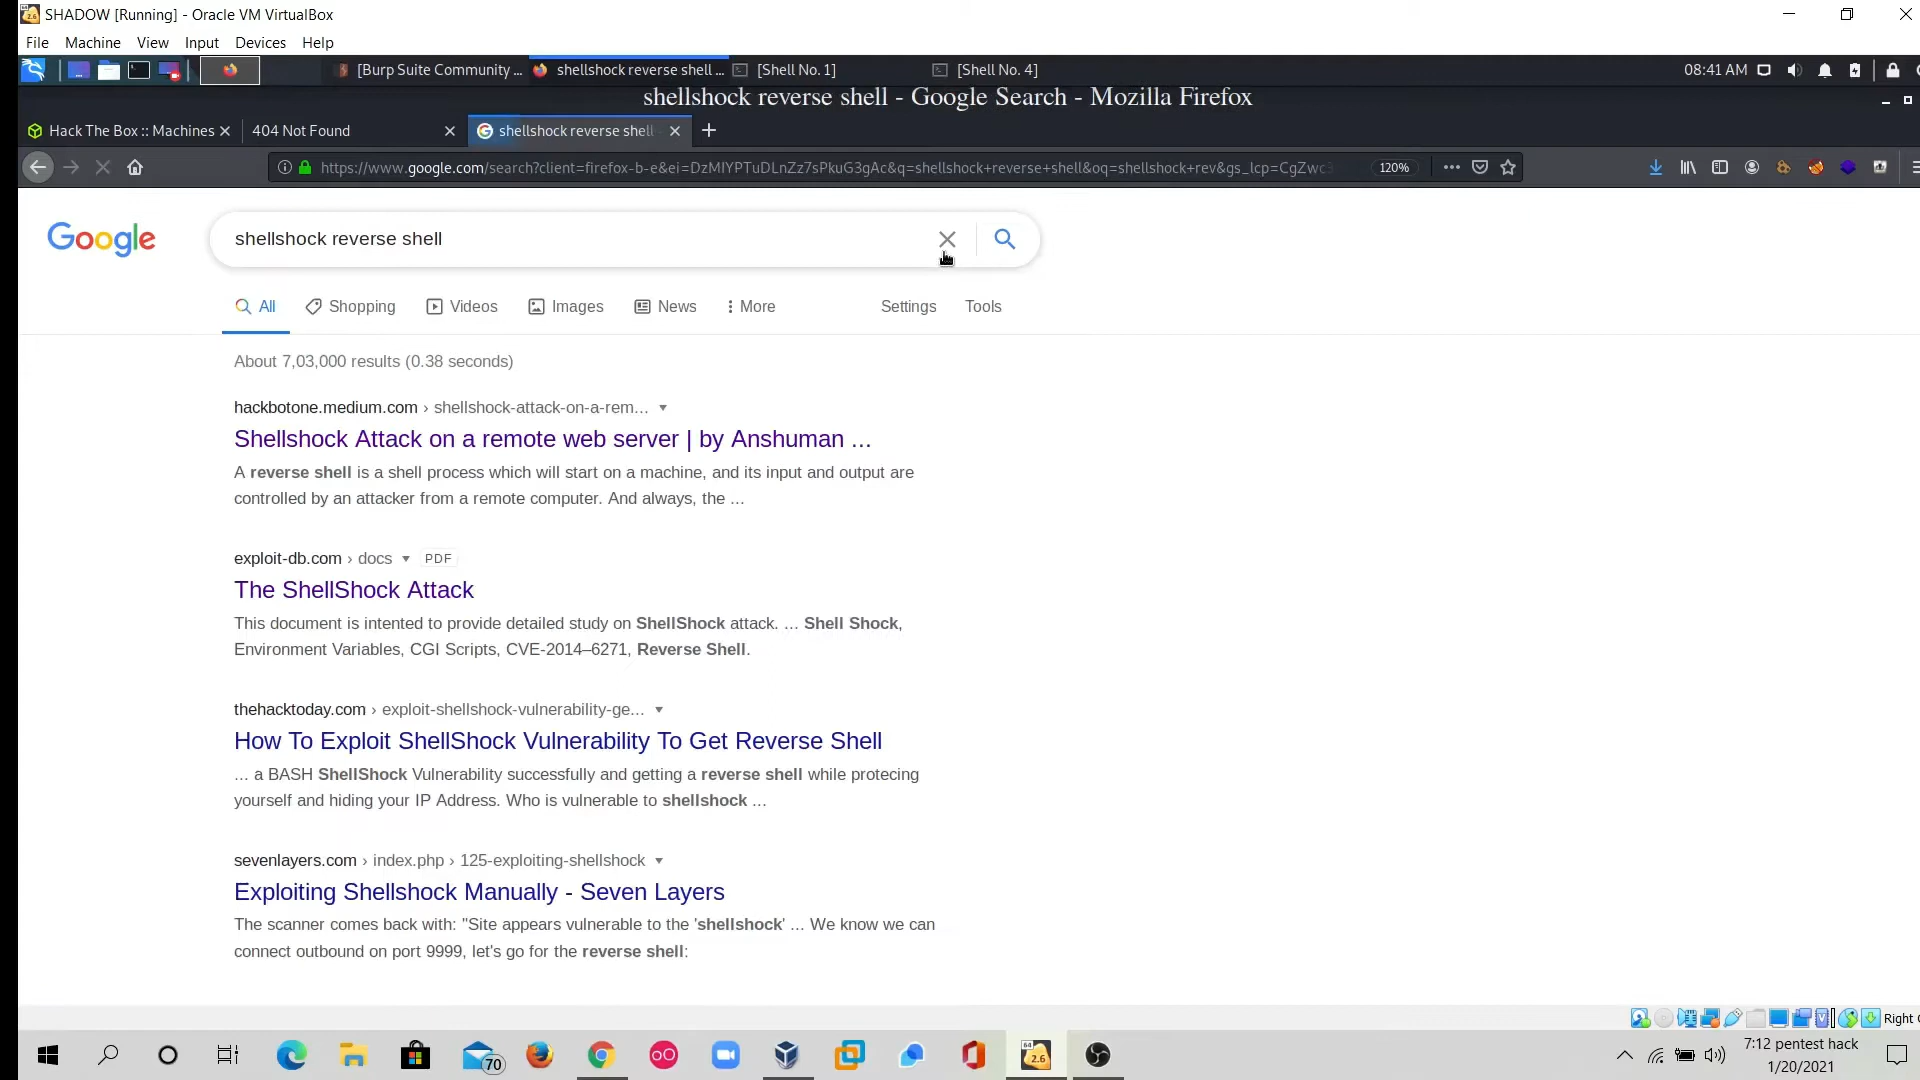 SHADOW [Running] - Oracle VM VirtualBox
File Machine View Input Devices Help
[Burp Suite Community ... shellshock reverse shell ... [Shell No. 1] [Shell No. 4] 08:41 AM
shellshock reverse shell - Google Search - Mozilla Firefox
Hack The Box :: Machines 404 Not Found shellshock reverse shell
https://www.google.com/search?client=firefox-b-e&ei=DzMIYPTuDLnZz7sPkuG3gAc&q=shellshock+reverse+shell&oq=shellshock+rev&gs_lcp=CgZwc3 120%
Google shellshock reverse shell
All Shopping Videos Images News More Settings Tools
About 7,03,000 results (0.38 seconds)
hackbotone.medium.com › shellshock-attack-on-a-rem...
Shellshock Attack on a remote web server | by Anshuman ...
A reverse shell is a shell process which will start on a machine, and its input and output are
controlled by an attacker from a remote computer. And always, the ...
exploit-db.com › docs PDF
The ShellShock Attack
This document is intented to provide detailed study on ShellShock attack. ... Shell Shock,
Environment Variables, CGI Scripts, CVE-2014–6271, Reverse Shell.
thehacktoday.com › exploit-shellshock-vulnerability-ge...
How To Exploit ShellShock Vulnerability To Get Reverse Shell
... a BASH ShellShock Vulnerability successfully and getting a reverse shell while protecing
yourself and hiding your IP Address. Who is vulnerable to shellshock ...
sevenlayers.com › index.php › 125-exploiting-shellshock
Exploiting Shellshock Manually - Seven Layers
The scanner comes back with: "Site appears vulnerable to the 'shellshock' ... We know we can
connect outbound on port 9999, let's go for the reverse shell:
Right
70 64 2.6 7:12 pentest hack
1/20/2021